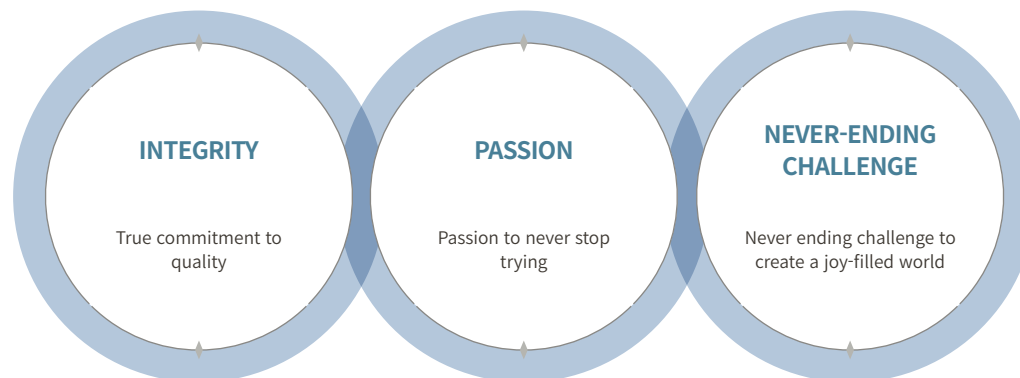 INTEGRITY
True commitment to
quality
PASSION
Passion to never stop
trying
NEVER-ENDING
CHALLENGE
Never ending challenge to
create a joy-filled world